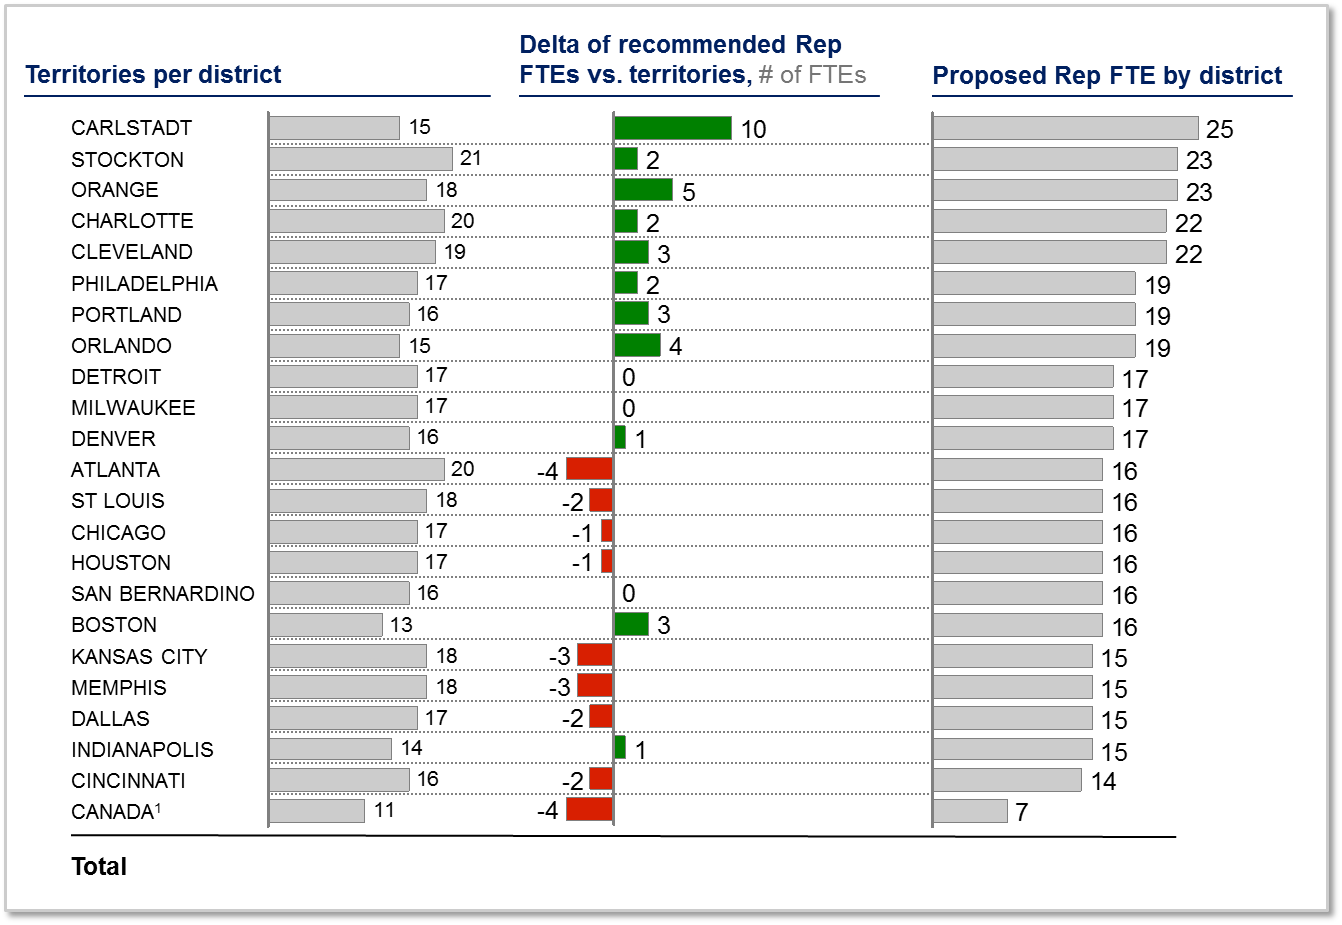 Delta of recommended Rep
Territories per district FTEs vs. territories, # of FTEs Proposed Rep FTE by district
CARLSTADT 15 10 25
STOCKTON 21 2 23
ORANGE 18 5 23
CHARLOTTE 20 2 22
CLEVELAND 19 3 22
PHILADELPHIA 17 2 19
PORTLAND 16 3 19
ORLANDO 15 4 19
DETROIT 17 0 17
MILWAUKEE 17 0 17
DENVER 16 1 17
ATLANTA 20 -4 16
ST LOUIS 18 -2 16
CHICAGO 17 -1 16
HOUSTON 17 -1 16
SAN BERNARDINO 16 0 16
BOSTON 13 3 16
KANSAS CITY 18 -3 15
MEMPHIS 18 -3 15
DALLAS 17 -2 15
INDIANAPOLIS 14 1 15
CINCINNATI 16 -2 14
CANADA¹ 11 -4 7
Total